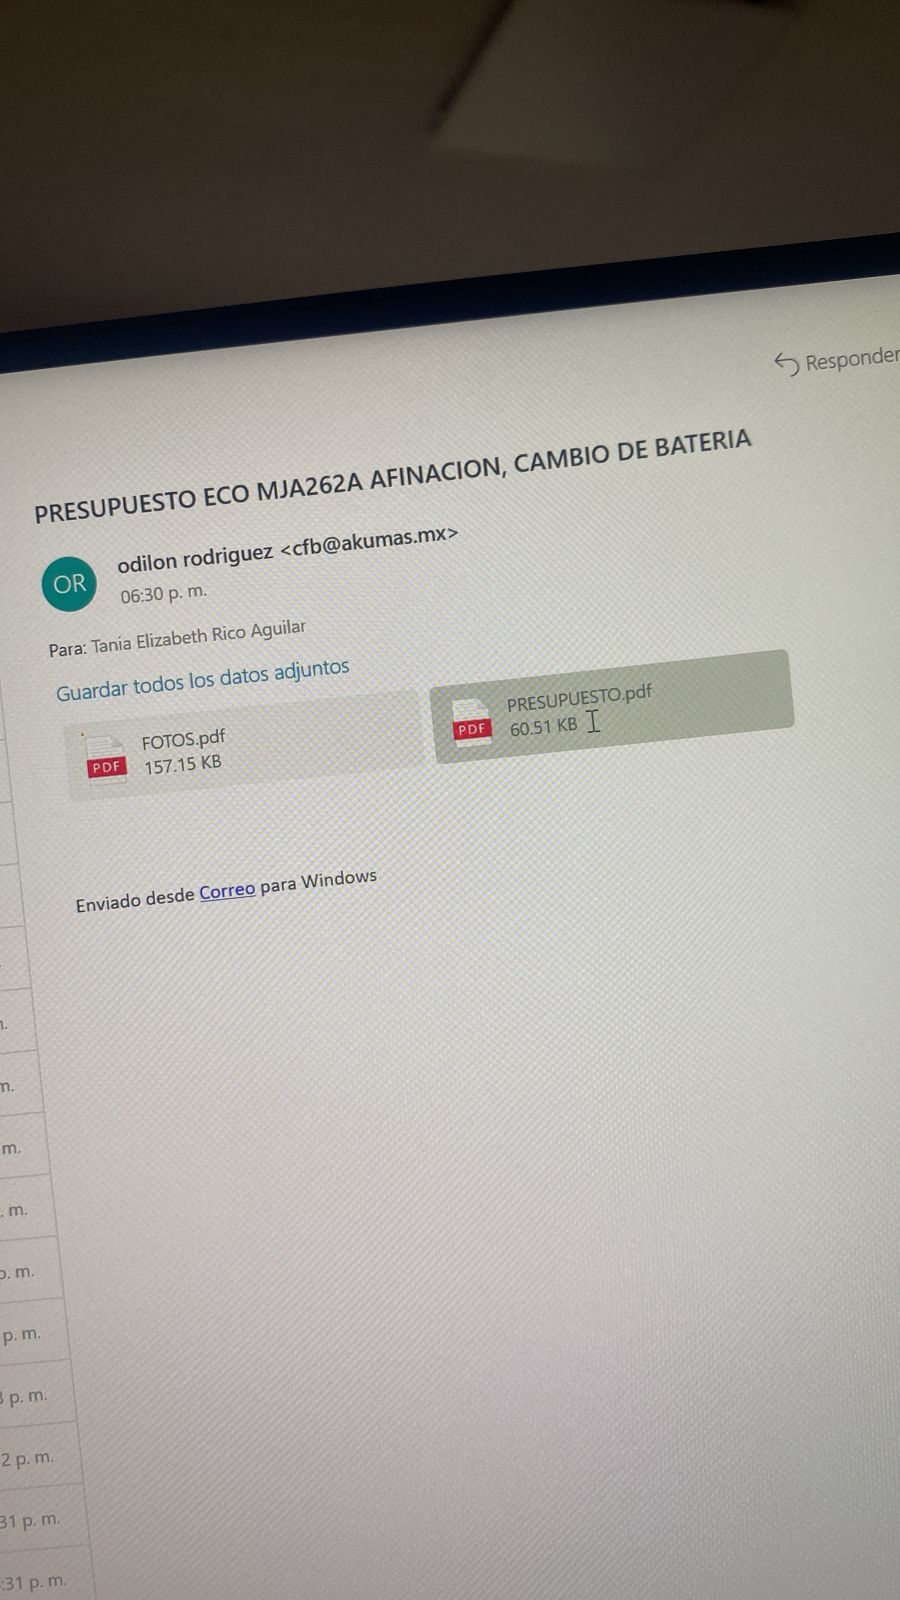 Responder
PRESUPUESTO ECO MJA262A AFINACION, CAMBIO DE BATERIA
OR
odilon rodriguez <cfb@akumas.mx>
06:30 p. m.
Para: Tania Elizabeth Rico Aguilar
Guardar todos los datos adjuntos
PDF
FOTOS.pdf
157.15 KB
PDF
PRESUPUESTO.pdf
60.51 KB
Enviado desde Correo para Windows
m.
m.
. m.
p. m.
p. m.
p. m.
2 p. m.
31 p. m.
:31 p. m.